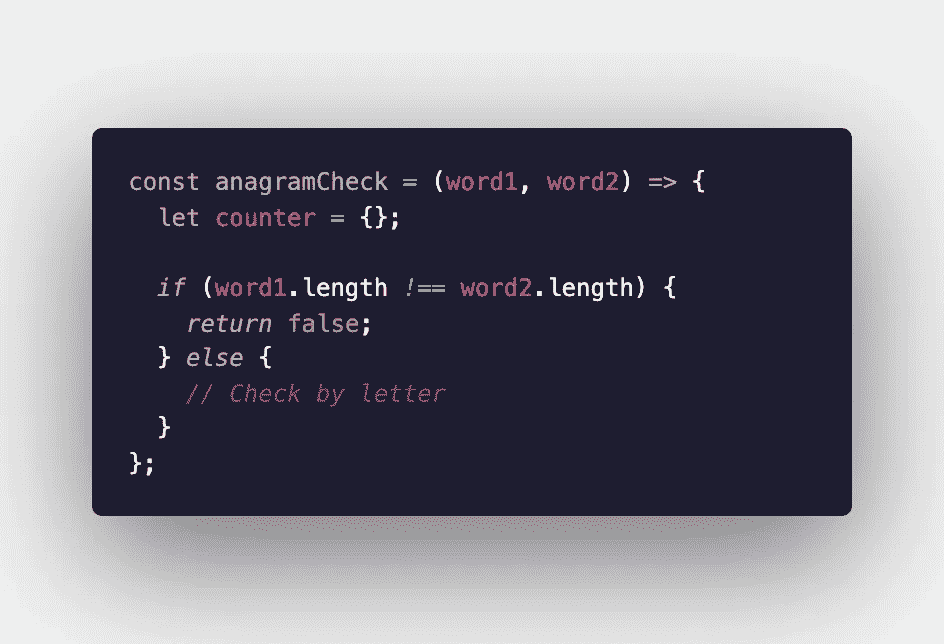 const anagramCheck = (word1, word2) => {
  let counter = {};

  if (word1.length !== word2.length) {
    return false;
  } else {
    // Check by letter
  }
};